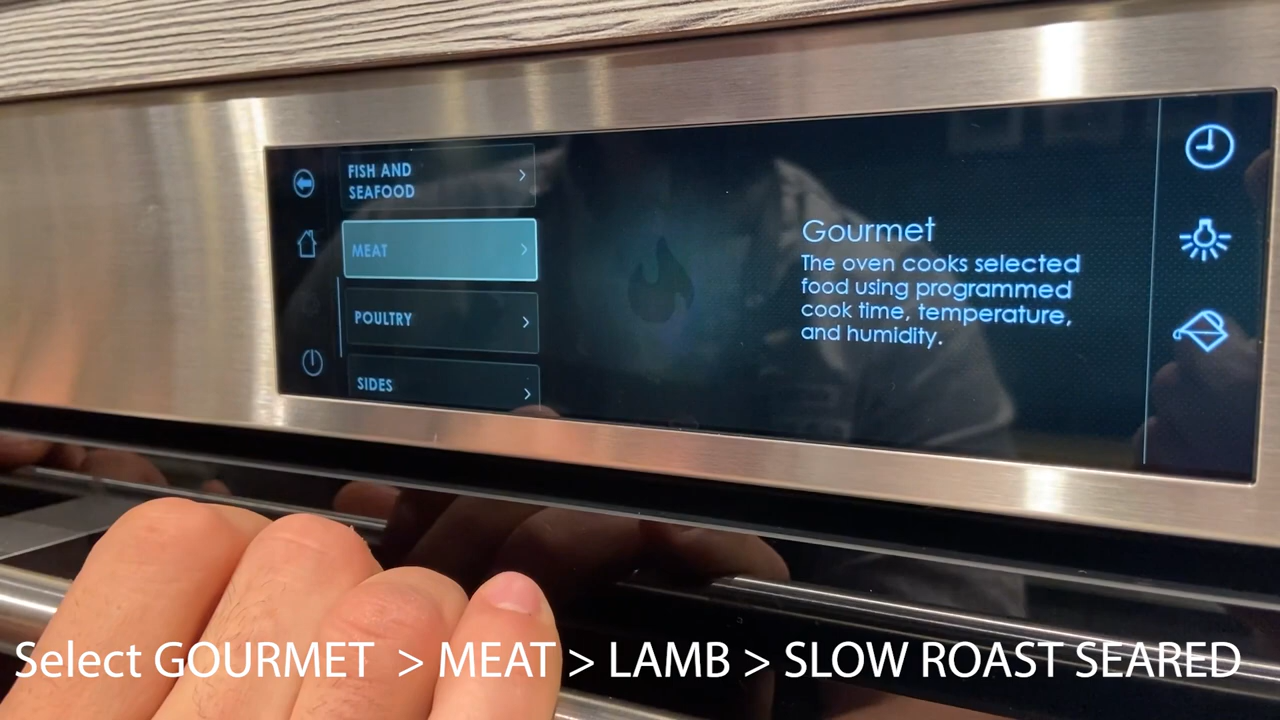 FISH AND
SEAFOOD
MEAT
POULTRY
SIDES
Gourmet
The oven cooks selected
food using programmed
cook time, temperature,
and humidity.
Select GOURMET > MEAT > LAMB > SLOW ROAST SEARED